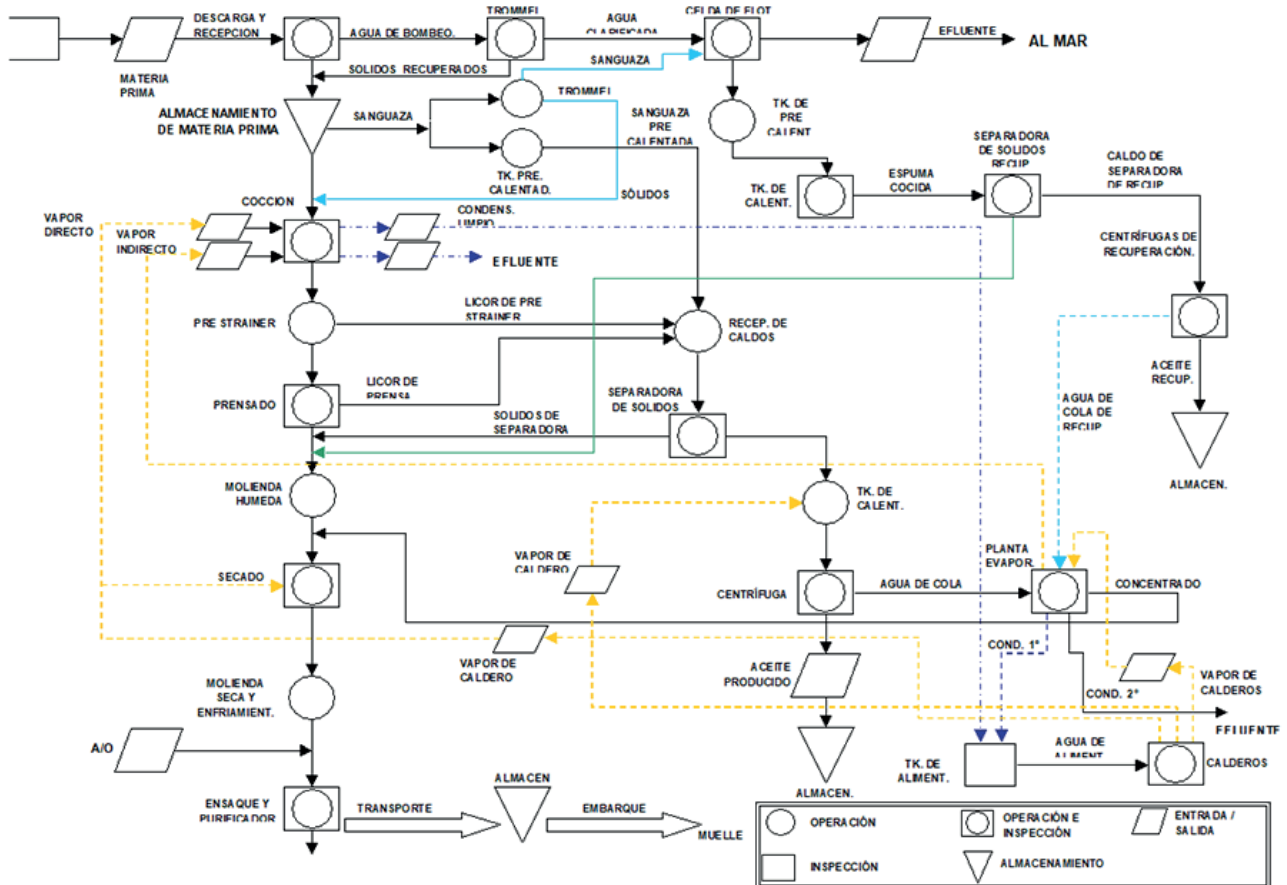 DESCARGA Y
RECEPCION
MATERIA
PRIMA
AGUA DE BOMBEO.
TROMMEL
AGUA
CLARIFICADA
CELDA DE FLOT
EFLUENTE
AL MAR
SOLIDOS RECUPERADOS
SANGUAZA
TROMMEL
ALMACENAMIENTO
DE MATERIA PRIMA
SANGUAZA
TK. PRE.
CALENTAD.
SANGUAZA
PRE
CALENTADA
SÓLIDOS
TK. DE
PRE
CALENT.
TK. DE
CALENT.
ESPUMA
COCIDA
SEPARADORA
DE SOLIDOS
RECUP
CALDO DE
SEPARADORA
DE RECUP
CENTRÍFUGAS DE
RECUPERACIÓN.
VAPOR
DIRECTO
VAPOR
INDIRECTO
COCCION
CONDENS.
LIMPIO
EFLUENTE
PRE STRAINER
LICOR DE PRE
STRAINER
RECEP. DE
CALDOS
PRENSADO
LICOR DE
PRENSA
SOLIDOS DE
SEPARADORA
SEPARADORA
DE SOLIDOS
ACEITE
RECUP.
AGUA DE
COLA DE
RECUP
ALMACEN.
MOLIENDA
HUMEDA
TK. DE
CALENT.
SECADO
VAPOR DE
CALDERO
CENTRÍFUGA
AGUA DE COLA
PLANTA
EVAPOR.
CONCENTRADO
VAPOR DE
CALDERO
ACEITE
PRODUCIDO
COND. 1°
COND. 2°
VAPOR DE
CALDEROS
EFLUENTE
MOLIENDA
SECA Y
ENFRIAMIENT.
A/O
TK. DE
ALIMENT.
AGUA DE
ALIMENT
CALDEROS
ALMACEN.
ENSAQUE Y
PURIFICADOR
TRANSPORTE
ALMACEN
EMBARQUE
MUELLE
OPERACIÓN
OPERACIÓN E
INSPECCIÓN
ENTRADA /
SALIDA
INSPECCIÓN
ALMACENAMIENTO